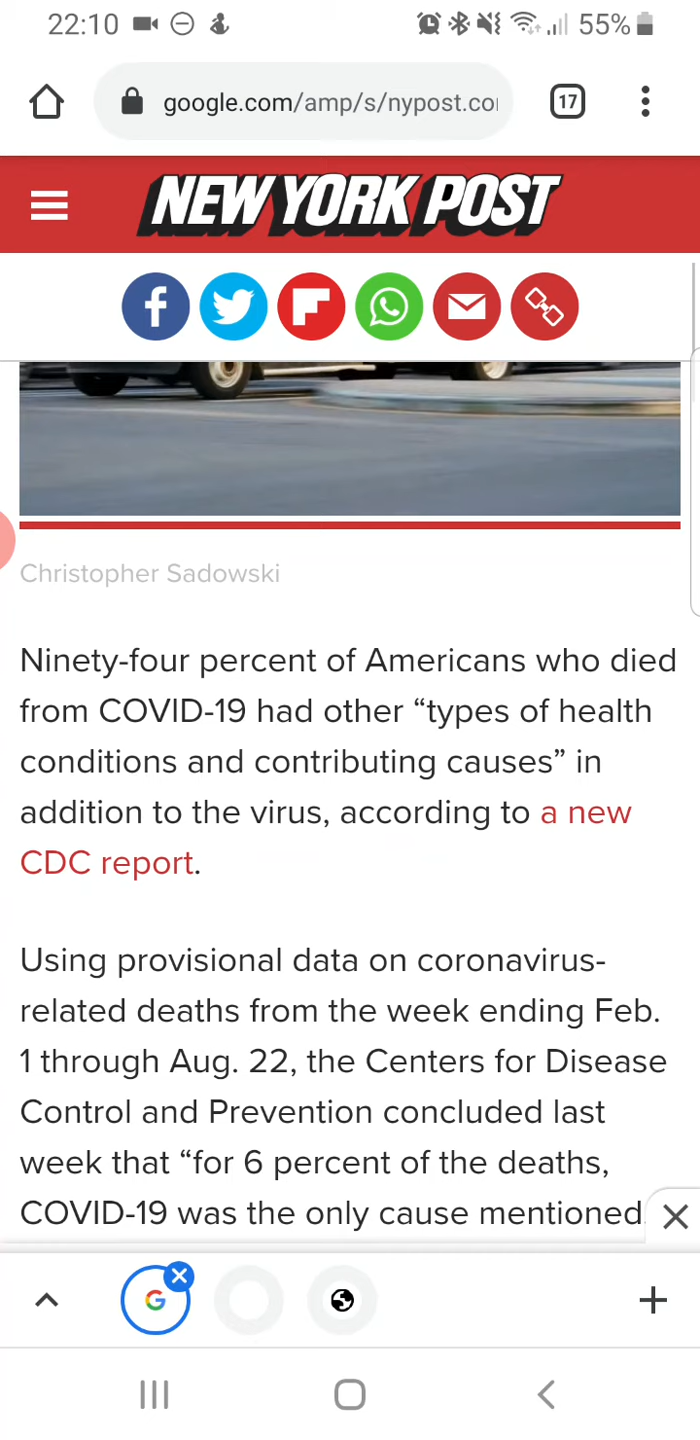 22:10 55%
google.com/amp/s/nypost.co
17
NEW YORK POST
Christopher Sadowski
Ninety-four percent of Americans who died
from COVID-19 had other “types of health
conditions and contributing causes” in
addition to the virus, according to a new
CDC report.
Using provisional data on coronavirus-
related deaths from the week ending Feb.
1 through Aug. 22, the Centers for Disease
Control and Prevention concluded last
week that “for 6 percent of the deaths,
COVID-19 was the only cause mentioned